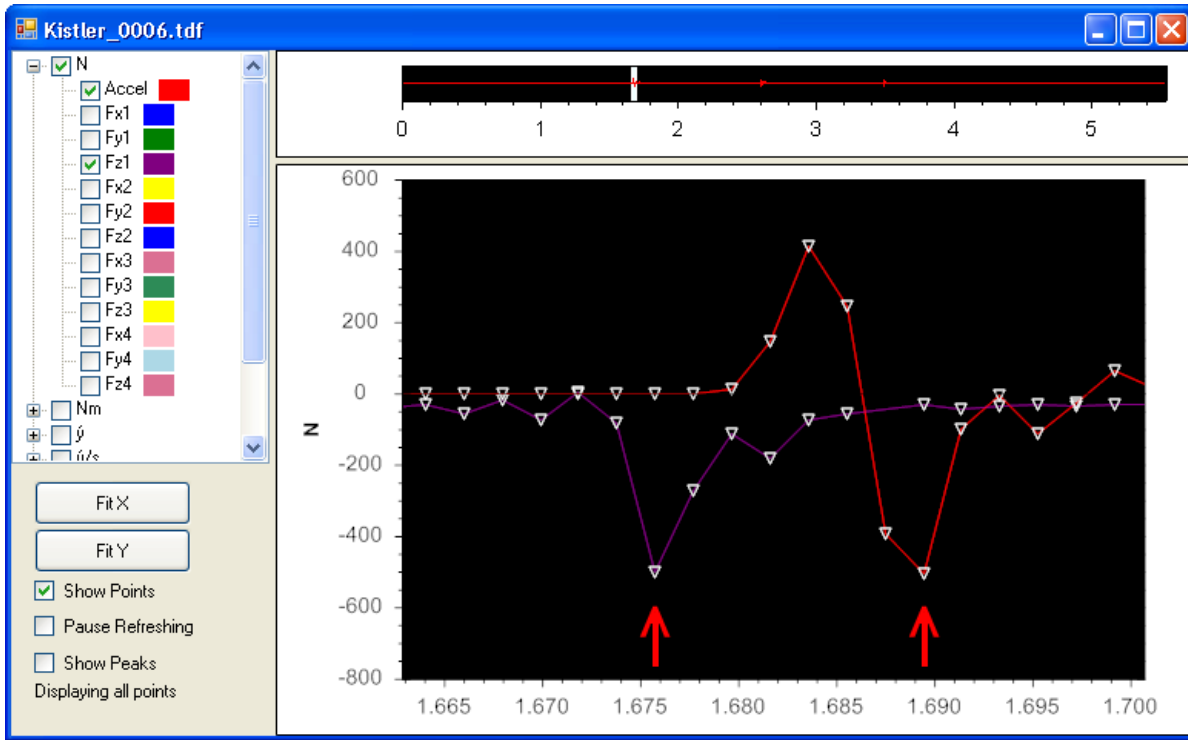 Kistler_0006.tdf
N
Accel
Fx1
Fy1
Fz1
Fx2
Fy2
Fz2
Fx3
Fy3
Fz3
Fx4
Fy4
Fz4
Nm
ý
ý/s
Fit X
Fit Y
Show Points
Pause Refreshing
Show Peaks
Displaying all points
0 1 2 3 4 5
600
400
200
0
-200
-400
-600
-800
N
1.665 1.670 1.675 1.680 1.685 1.690 1.695 1.700